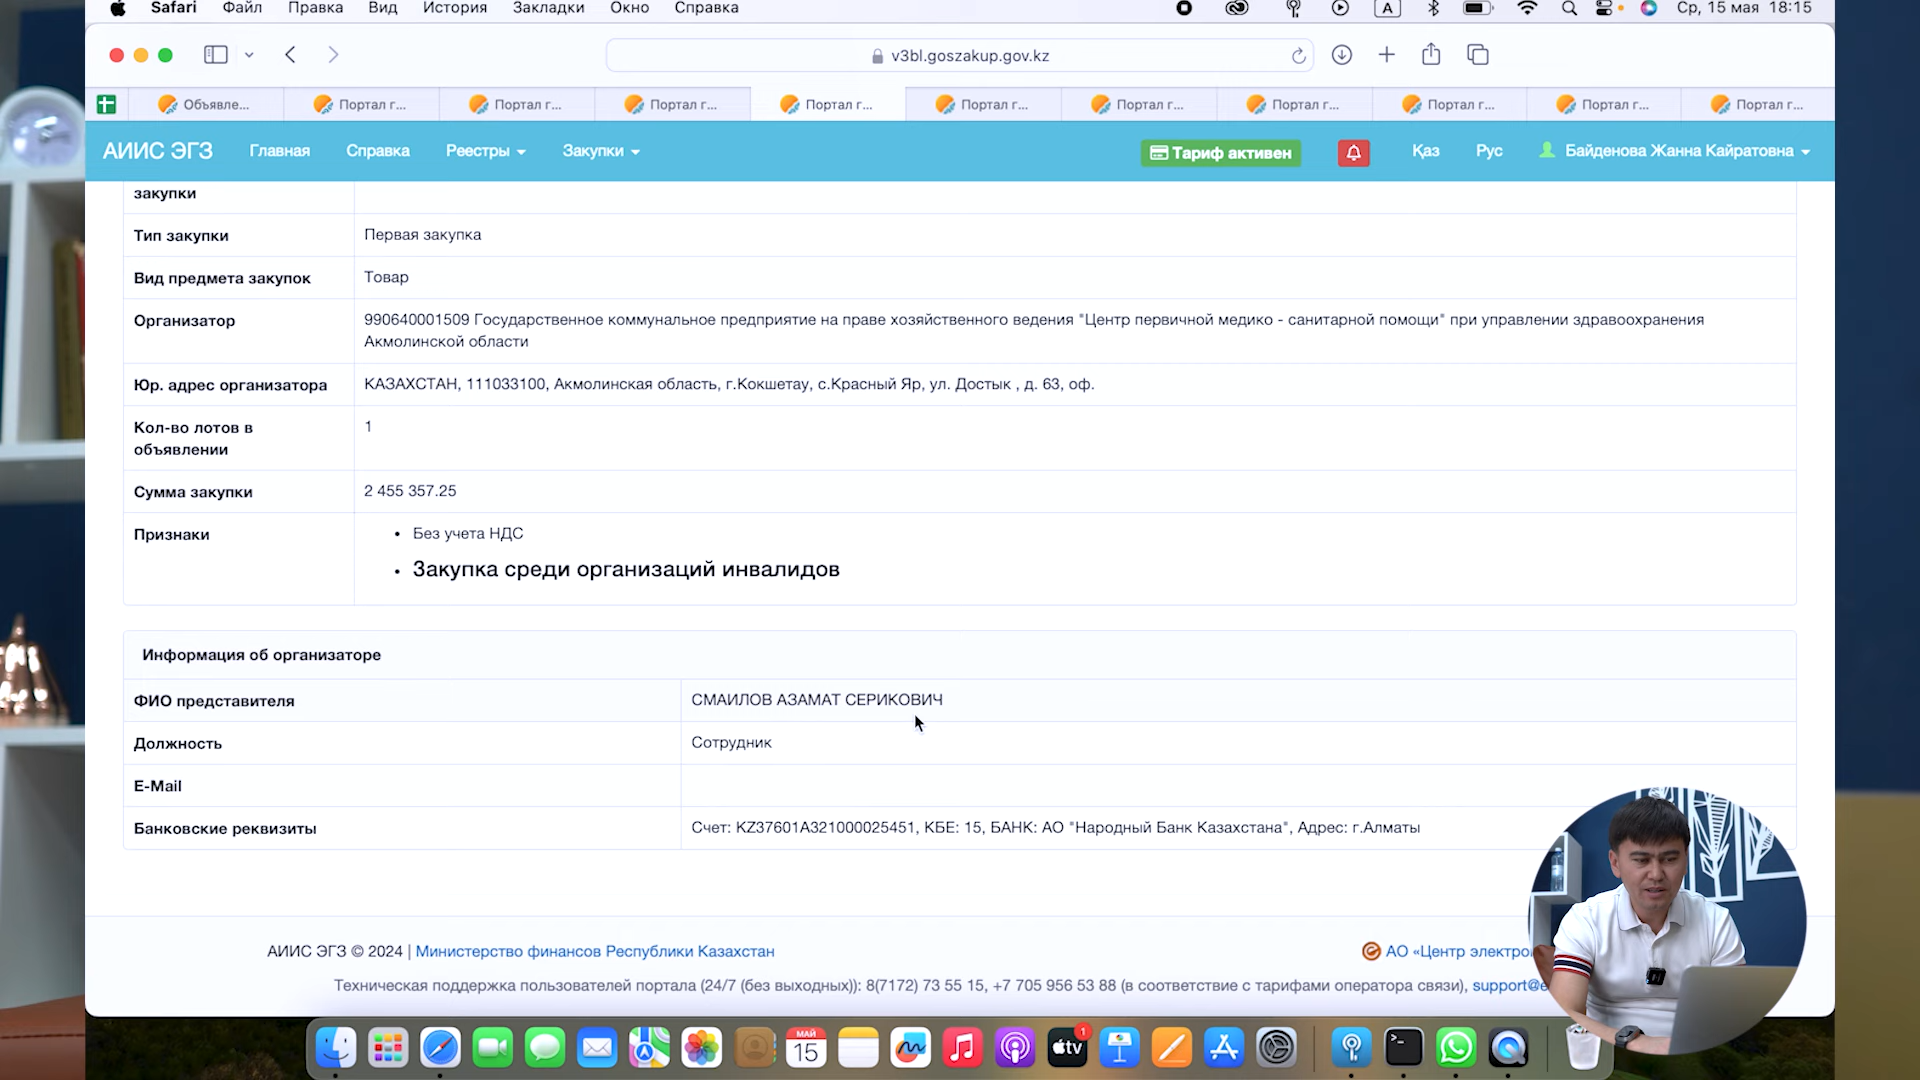 Safari Файл Правка Вид История Закладки Окно Справка A Ср, 15 мая 18:15
v3bl.goszakup.gov.kz
Объявле... Портал г... Портал г... Портал г... Портал г... Портал г... Портал г... Портал г... Портал г... Портал г... Портал г...
АИИС ЭГЗ Главная Справка Реестры Закупки Тариф активен Қаз Рус Байденова Жанна Кайратовна
закупки
Тип закупки Первая закупка
Вид предмета закупок Товар
Организатор 990640001509 Государственное коммунальное предприятие на праве хозяйственного ведения "Центр первичной медико - санитарной помощи" при управлении здравоохранения
Акмолинской области
Юр. адрес организатора КАЗАХСТАН, 111033100, Акмолинская область, г.Кокшетау, с.Красный Яр, ул. Достык , д. 63, оф.
Кол-во лотов в 1
объявлении
Сумма закупки 2 455 357.25
Признаки • Без учета НДС
• Закупка среди организаций инвалидов
Информация об организаторе
ФИО представителя СМАИЛОВ АЗАМАТ СЕРИКОВИЧ
Должность Сотрудник
E-Mail
Банковские реквизиты Счет: KZ37601A321000025451, КБЕ: 15, БАНК: АО "Народный Банк Казахстана", Адрес: г.Алматы
АИИС ЭГЗ © 2024 | Министерство финансов Республики Казахстан АО «Центр электро
Техническая поддержка пользователей портала (24/7 (без выходных)): 8(7172) 73 55 15, +7 705 956 53 88 (в соответствие с тарифами оператора связи), support@e
МАЙ
15
tv 1